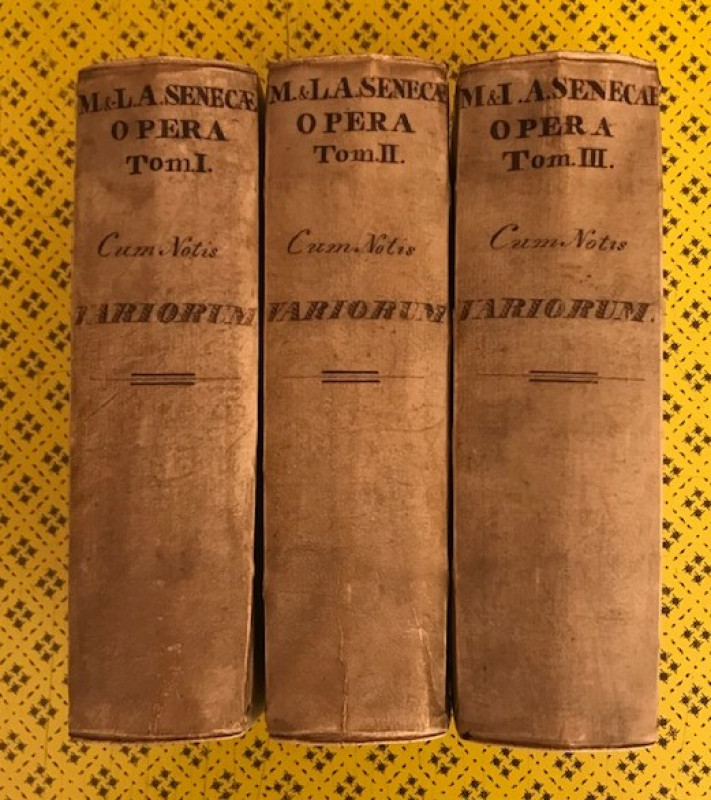 M.&L.A.SENECÆ
OPERA
Tom.I.
Cum Notis
VARIORUM
M.&L.A.SENECÆ
OPERA
Tom.II.
Cum Notis
VARIORUM
M.&L.A.SENECAE
OPERA
Tom.III.
Cum Notis
VARIORUM.